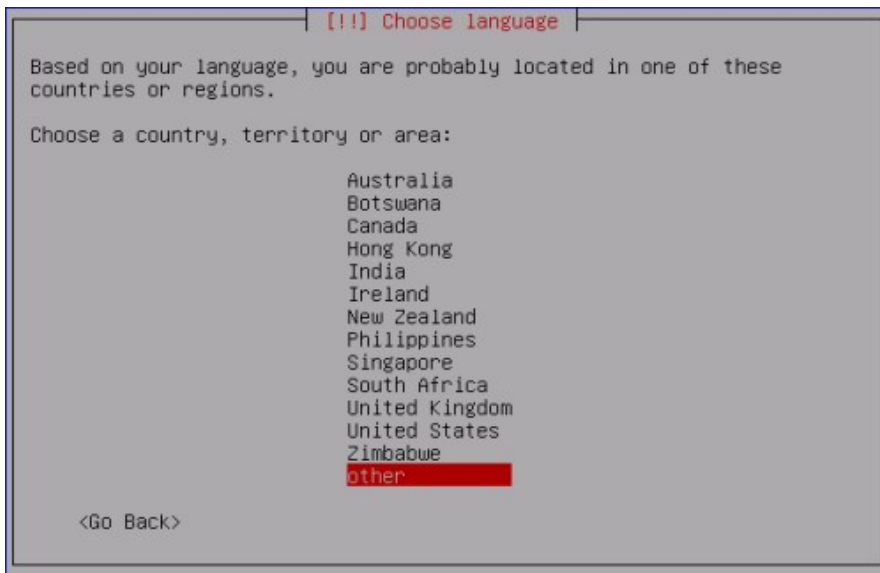 [!!] Choose language
Based on your language, you are probably located in one of these
countries or regions.
Choose a country, territory or area:
Australia
Botswana
Canada
Hong Kong
India
Ireland
New Zealand
Philippines
Singapore
South Africa
United Kingdom
United States
Zimbabwe
other
<Go Back>